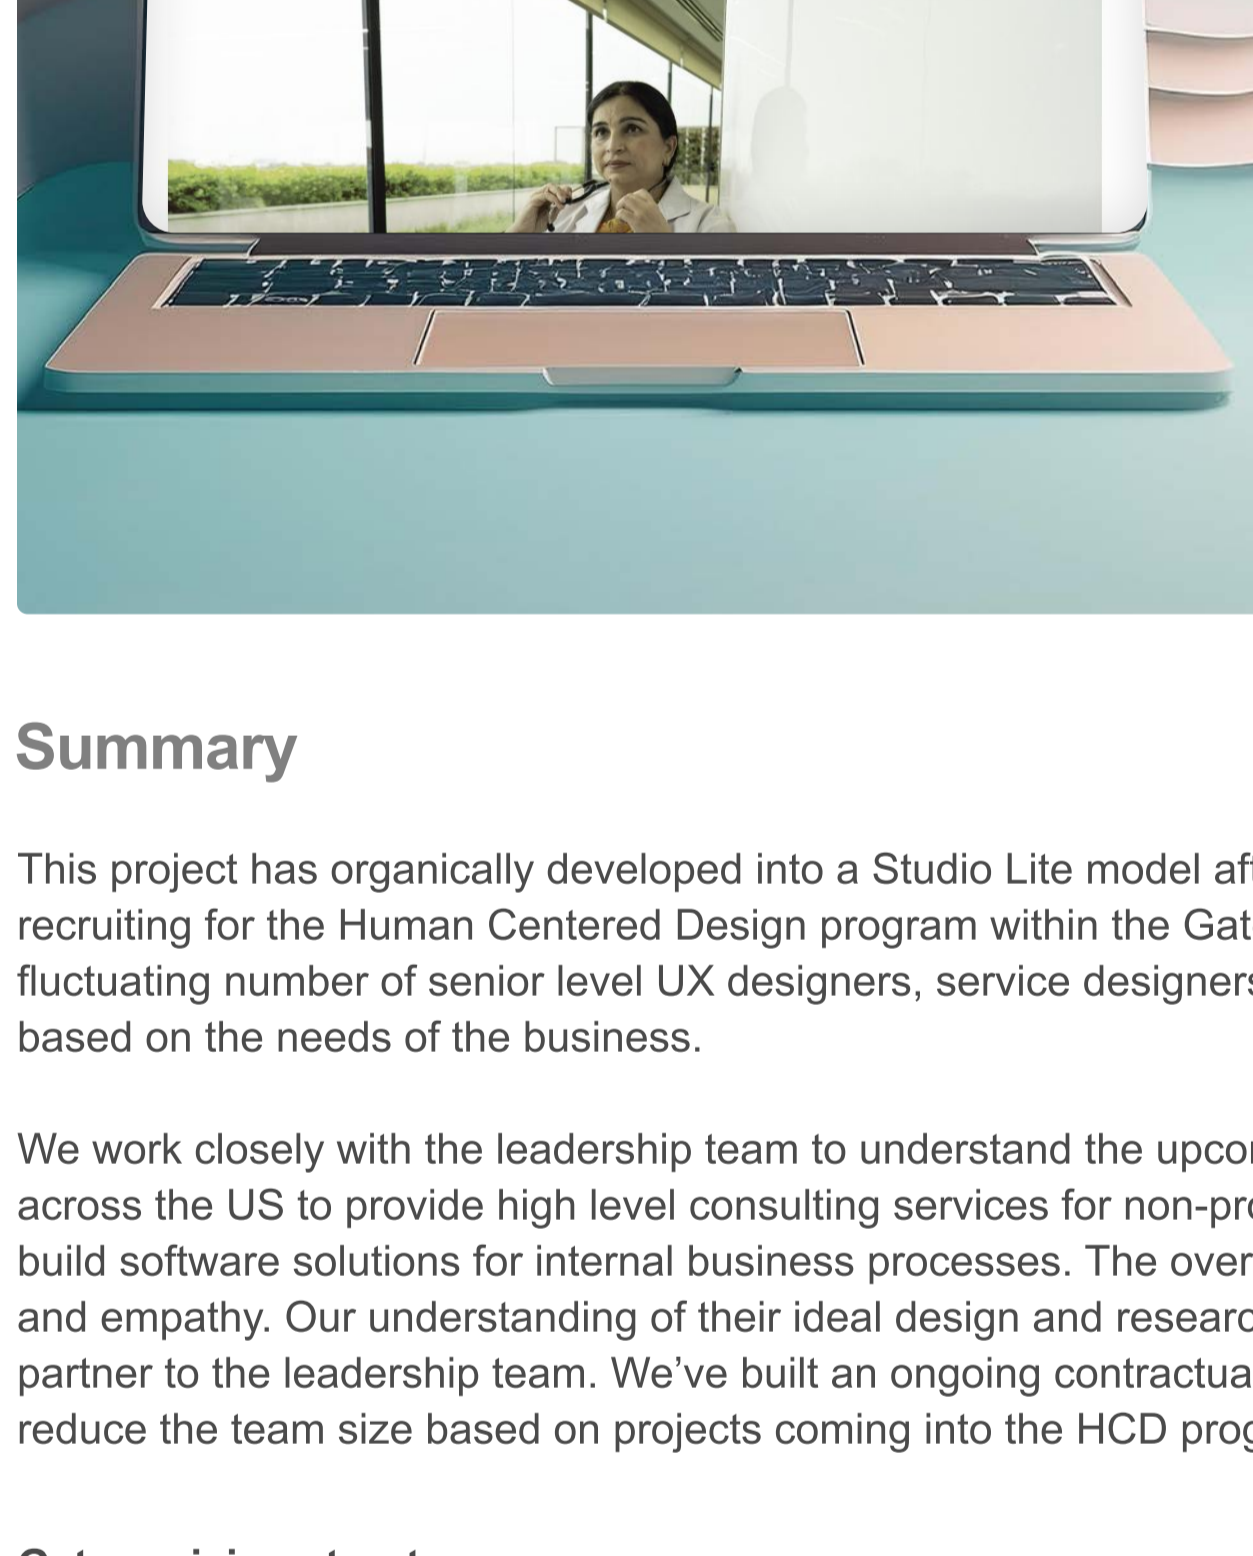 Summary
This project has organically developed into a Studio Lite model
recruiting for the Human Centered Design program within the
fluctuating number of senior level UX designers, service designers
based on the needs of the business.
We work closely with the leadership team to understand the
across the US to provide high level consulting services for
build software solutions for internal business processes. The
and empathy. Our understanding of their ideal design and
partner to the leadership team. We’ve built an ongoing
reduce the team size based on projects coming into the HCD